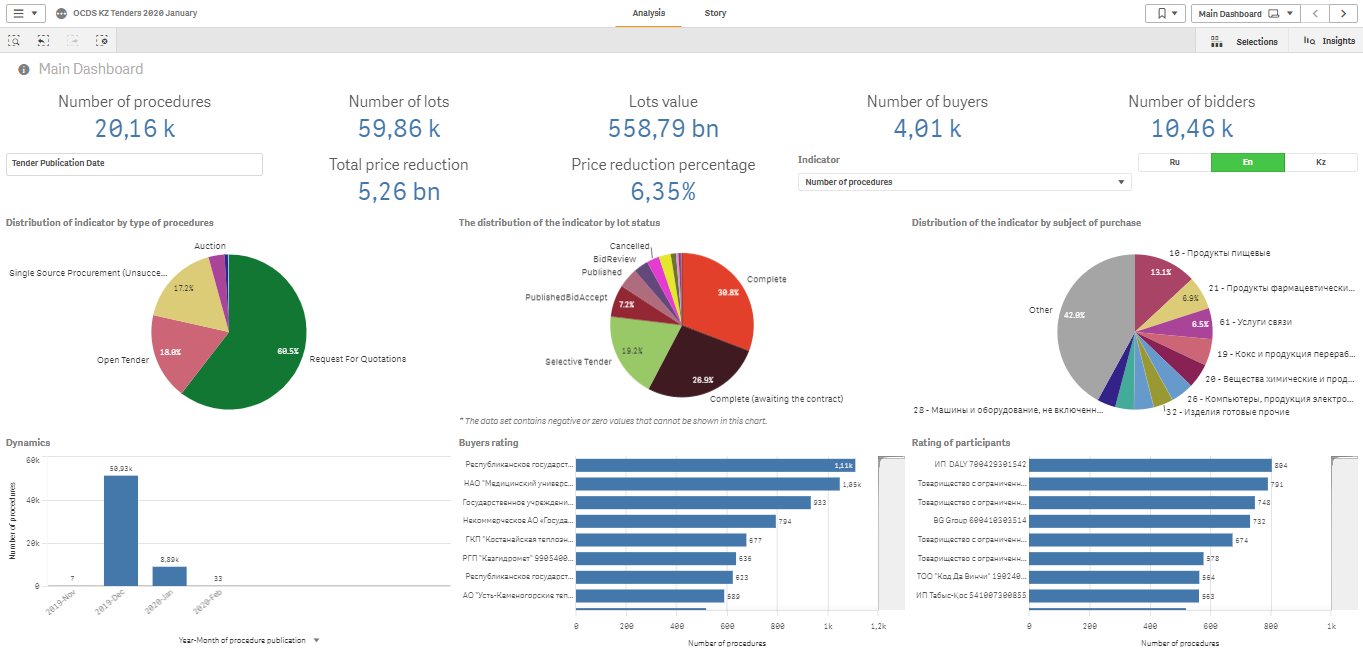 OCDS KZ Tenders 2020 January
Analysis
Story
Main Dashboard
Selections
Insights
Main Dashboard
Number of procedures
20,16 k
Number of lots
59,86 k
Lots value
558,79 bn
Number of buyers
4,01 k
Number of bidders
10,46 k
Tender Publication Date
Total price reduction
5,26 bn
Price reduction percentage
6,35%
Indicator
Number of procedures
Ru
En
Kz
Distribution of indicator by type of procedures
Auction
Single Source Procurement (Unsucce...
17.2%
Open Tender
18.0%
60.5%
Request For Quotations
The distribution of the indicator by lot status
Cancelled
BidReview
Published
PublishedBidAccept
7.2%
Selective Tender
19.2%
Complete
30.8%
26.9%
Complete (awaiting the contract)
* The data set contains negative or zero values that cannot be shown in this chart.
Distribution of the indicator by subject of purchase
10 - Продукты пищевые
13.1%
21 - Продукты фармацевтически...
6.9%
61 - Услуги связи
6.5%
19 - Кокс и продукция перераб...
20 - Вещества химические и прод...
26 - Компьютеры, продукция электро...
32 - Изделия готовые прочие
28 - Машины и оборудование, не включенн...
Other
42.0%
Dynamics
Number of procedures
60k
40k
20k
0
7
50,93k
8,89k
33
2019-Nov
2019-Dec
2020-Jan
2020-Feb
Year-Month of procedure publication
Buyers rating
Республиканское государст...
1,11k
НАО "Медицинский универс...
1,05k
Государственное учреждени...
933
Некоммерческое АО «Госуда...
794
ГКП "Костанайская теплоэн...
677
РГП "Казгидромет" 9905400...
636
Республиканское государст...
623
АО "Усть-Каменогорские теп...
589
0
200
400
600
800
1k
1,2k
Number of procedures
Rating of participants
ИП DALY 700429301542
804
Товарищество с ограниченн...
791
Товарищество с ограниченн...
748
BG Group 600410303514
732
Товарищество с ограниченн...
674
Товарищество с ограниченн...
578
ТОО "Код Да Винчи" 190240...
564
ИП Табыс-Қос 541007300855
563
0
200
400
600
800
1k
Number of procedures